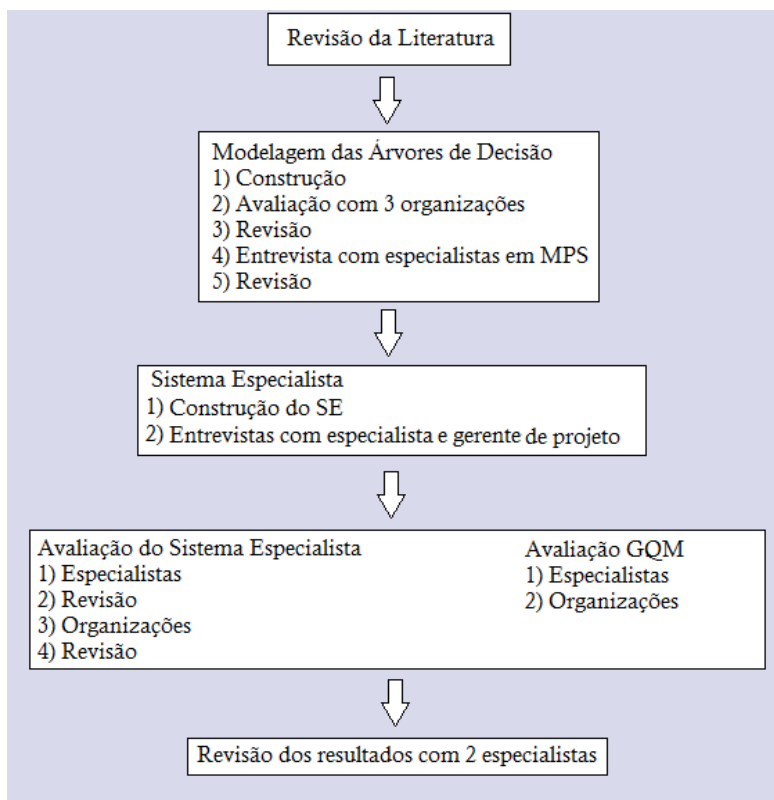 Revisão da Literatura
Modelagem das Árvores de Decisão
1) Construção
2) Avaliação com 3 organizações
3) Revisão
4) Entrevista com especialistas em MPS
5) Revisão
Sistema Especialista
1) Construção do SE
2) Entrevistas com especialista e gerente de projeto
Avaliação do Sistema Especialista
1) Especialistas
2) Revisão
3) Organizações
4) Revisão
Avaliação GQM
1) Especialistas
2) Organizações
Revisão dos resultados com 2 especialistas